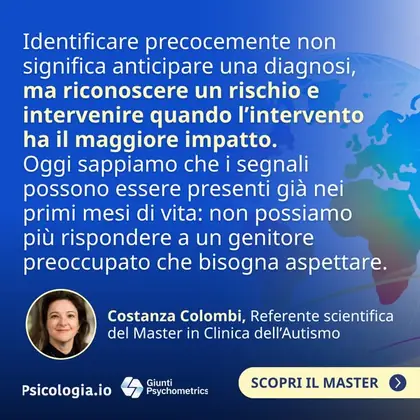 Identificare precocemente non
significa anticipare una diagnosi,
ma riconoscere un rischio e
intervenire quando l’intervento
ha il maggiore impatto.
Oggi sappiamo che i segnali
possono essere presenti già nei
primi mesi di vita: non possiamo
più rispondere a un genitore
preoccupato che bisogna aspettare.
Costanza Colombi, Referente scientifica
del Master in Clinica dell’Autismo
Psicologia.io
Giunti
Psychometrics
SCOPRI IL MASTER